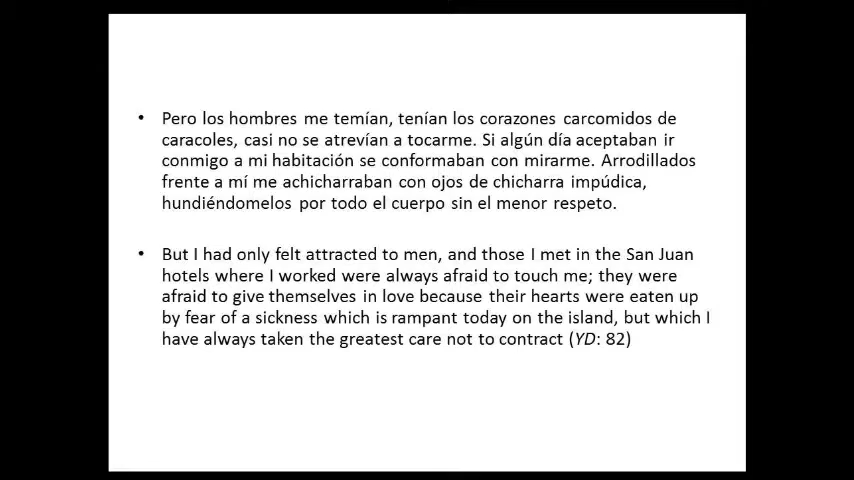 • Pero los hombres me temían, tenían los corazones carcomidos de
caracoles, casi no se atrevían a tocarme. Si algún día aceptaban ir
conmigo a mi habitación se conformaban con mirarme. Arrodillados
frente a mí me achicharraban con ojos de chicharra impúdica,
hundiéndomelos por todo el cuerpo sin el menor respeto.
• But I had only felt attracted to men, and those I met in the San Juan
hotels where I worked were always afraid to touch me; they were
afraid to give themselves in love because their hearts were eaten up
by fear of a sickness which is rampant today on the island, but which I
have always taken the greatest care not to contract (YD: 82)